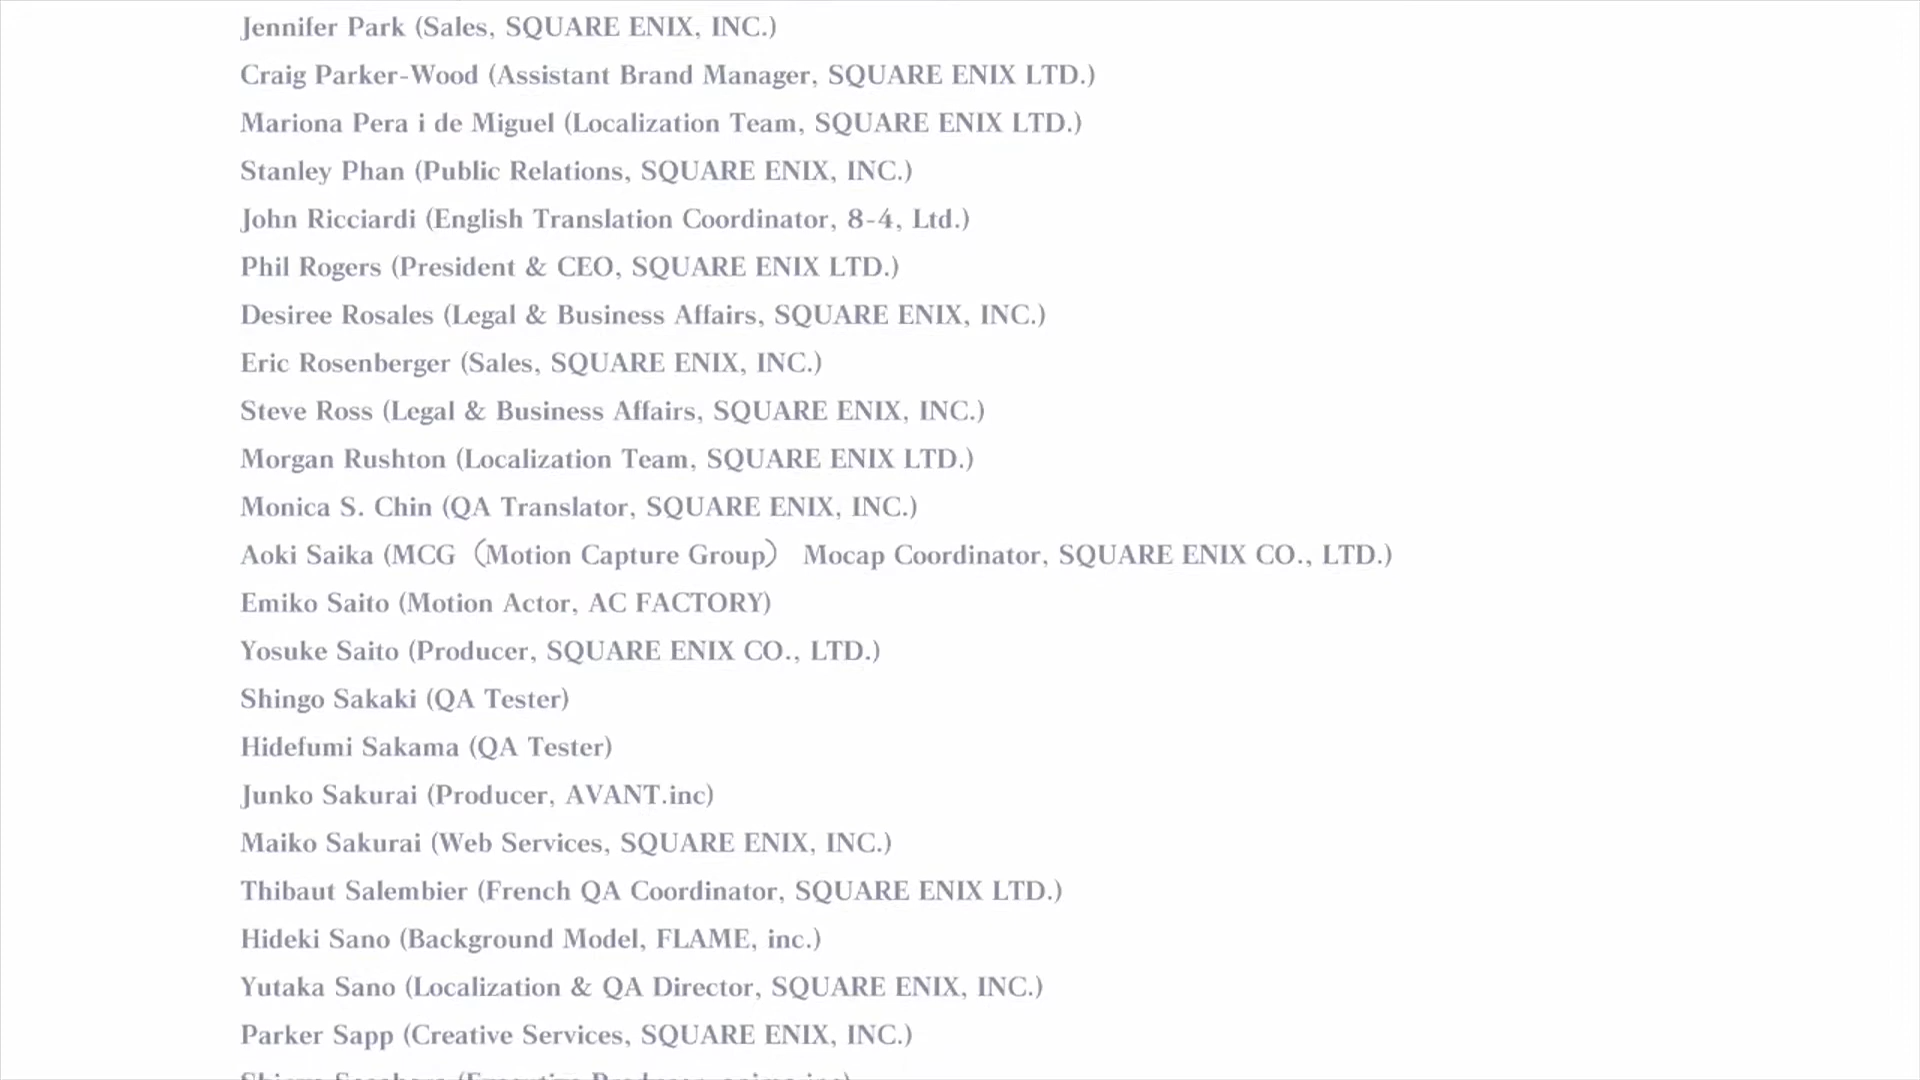 Jennifer Park (Sales, SQUARE ENIX, INC.)
Craig Parker-Wood (Assistant Brand Manager, SQUARE ENIX LTD.)
Mariona Pera i de Miguel (Localization Team, SQUARE ENIX LTD.)
Stanley Phan (Public Relations, SQUARE ENIX, INC.)
John Ricciardi (English Translation Coordinator, 8-4, Ltd.)
Phil Rogers (President & CEO, SQUARE ENIX LTD.)
Desiree Rosales (Legal & Business Affairs, SQUARE ENIX, INC.)
Eric Rosenberger (Sales, SQUARE ENIX, INC.)
Steve Ross (Legal & Business Affairs, SQUARE ENIX, INC.)
Morgan Rushton (Localization Team, SQUARE ENIX LTD.)
Monica S. Chin (QA Translator, SQUARE ENIX, INC.)
Aoki Saika (MCG（Motion Capture Group） Mocap Coordinator, SQUARE ENIX CO., LTD.)
Emiko Saito (Motion Actor, AC FACTORY)
Yosuke Saito (Producer, SQUARE ENIX CO., LTD.)
Shingo Sakaki (QA Tester)
Hidefumi Sakama (QA Tester)
Junko Sakurai (Producer, AVANT.inc)
Maiko Sakurai (Web Services, SQUARE ENIX, INC.)
Thibaut Salembier (French QA Coordinator, SQUARE ENIX LTD.)
Hideki Sano (Background Model, FLAME, inc.)
Yutaka Sano (Localization & QA Director, SQUARE ENIX, INC.)
Parker Sapp (Creative Services, SQUARE ENIX, INC.)